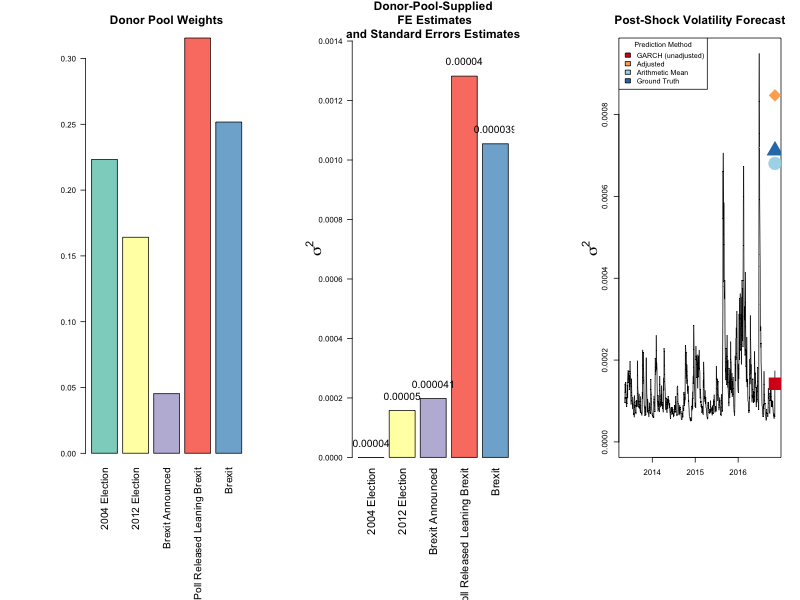 Donor Pool Weights
0.30
0.25
0.20
0.15
0.10
0.05
0.00
2004 Election
2012 Election
Brexit Announced
Poll Released Leaning Brexit
Brexit
Donor-Pool-Supplied
FE Estimates
and Standard Errors Estimates
σ²
0.0014
0.0012
0.0010
0.0008
0.0006
0.0004
0.0002
0.0000
0.00004
0.00005
0.000041
0.00004
0.000039
2004 Election
2012 Election
Brexit Announced
oll Released Leaning Brexit
Brexit
Post-Shock Volatility Forecast
Prediction Method
GARCH (unadjusted)
Adjusted
Arithmetic Mean
Ground Truth
σ²
0.0008
0.0006
0.0004
0.0002
0.0000
2014
2015
2016